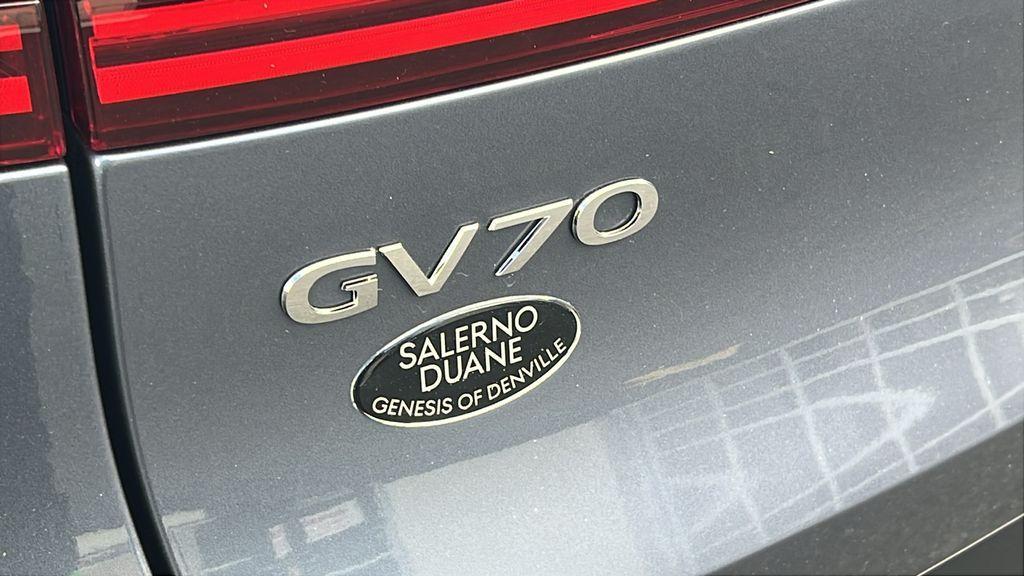 GV70
SALERNO
DUANE
GENESIS OF DENVILLE